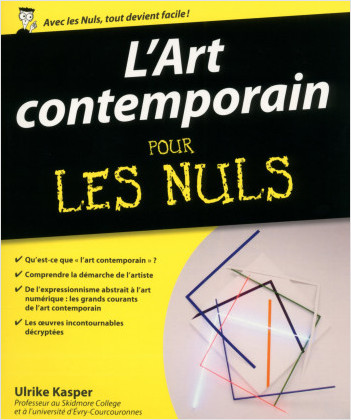 Avec les Nuls, tout devient facile !
L'Art
contemporain
POUR
LES NULS
✓ Qu'est-ce que « l'art contemporain » ?
✓ Comprendre la démarche de l'artiste
✓ De l'expressionnisme abstrait à l'art
numérique : les grands courants
de l'art contemporain
✓ Les œuvres incontournables
décryptées
Ulrike Kasper
Professeur au Skidmore College
et à l'université d'Évry-Courcouronnes